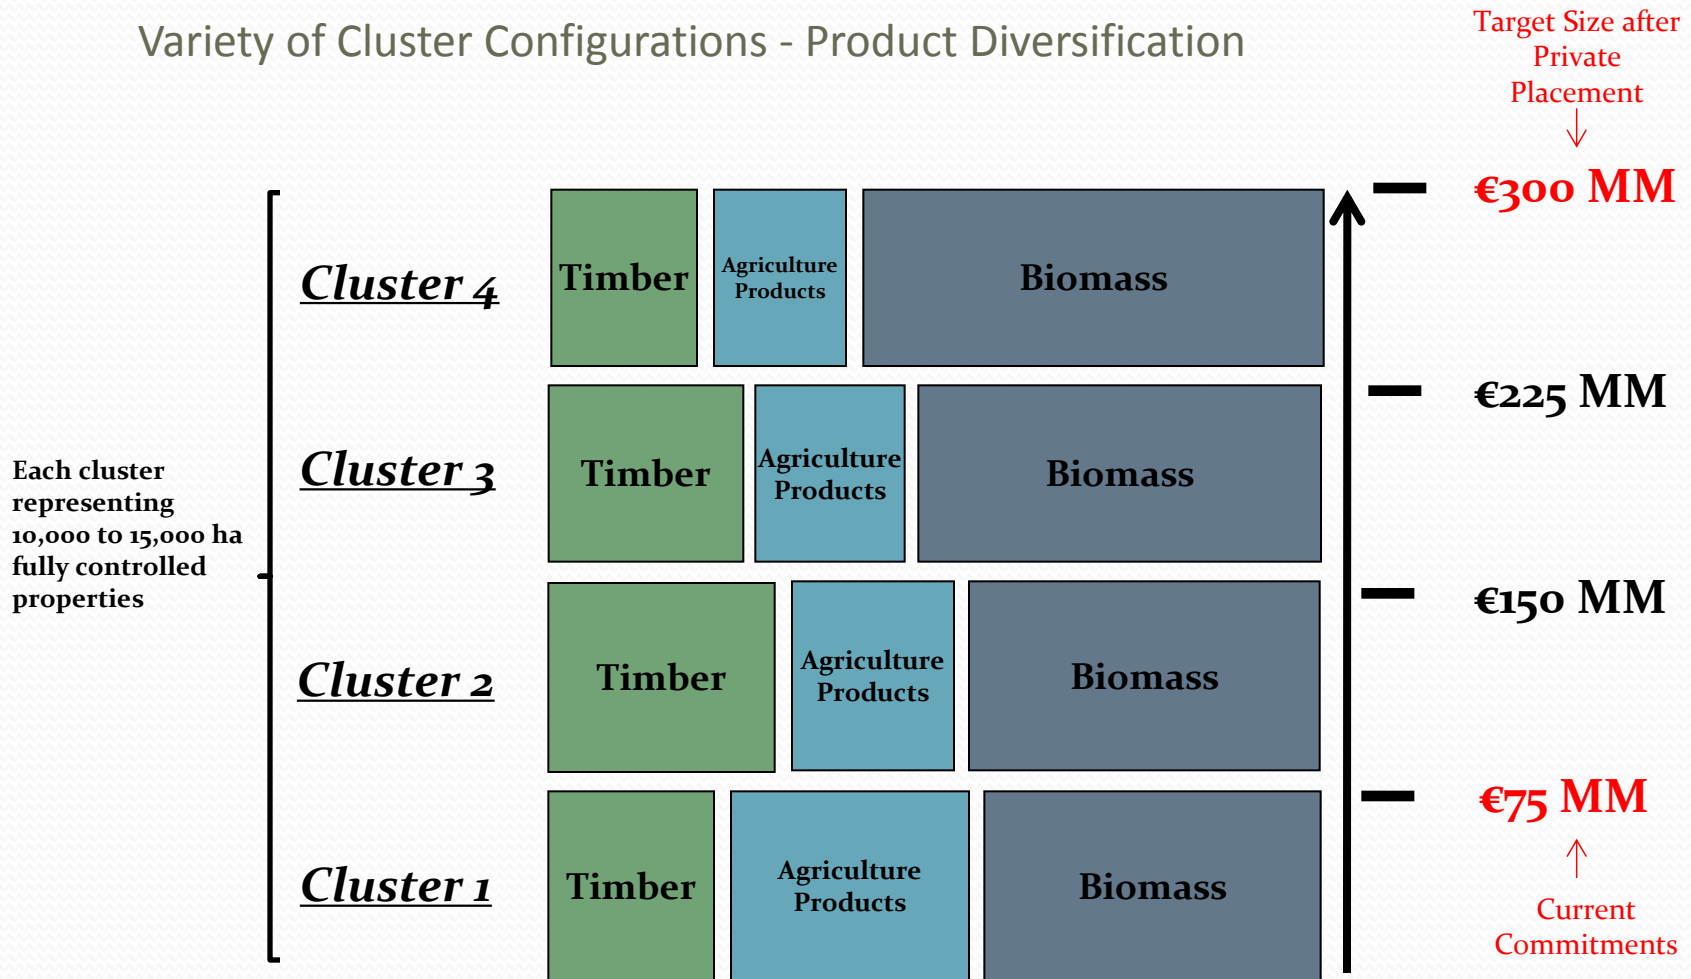 Variety of Cluster Configurations - Product Diversification
Target Size after
Private
Placement
€300 MM
Cluster 4
Timber
Agriculture
Products
Biomass
€225 MM
Each cluster
representing
10,000 to 15,000 ha
fully controlled
properties
Cluster 3
Timber
Agriculture
Products
Biomass
€150 MM
Cluster 2
Timber
Agriculture
Products
Biomass
€75 MM
Cluster 1
Timber
Agriculture
Products
Biomass
Current
Commitments